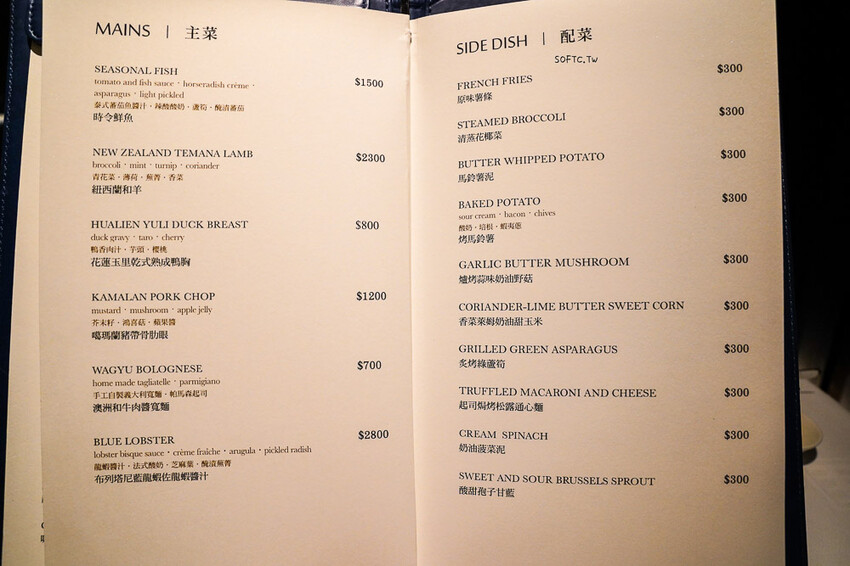 MAINS | 主菜
SEASONAL FISH
$1500
tomato and fish sauce · horseradish crème ·
asparagus · light pickled
泰式蕃茄魚醬汁·辣酸酸奶·蘆筍·醃漬蕃茄
時令鮮魚
NEW ZEALAND TEMANA LAMB
$2300
broccoli · mint · turnip · coriander
青花菜·薄荷·蕪菁·香菜
紐西蘭和羊
HUALIEN YULI DUCK BREAST
$800
duck gravy · taro · cherry
鴨香肉汁·芋頭·櫻桃
花蓮玉里乾式熟成鴨胸
KAMALAN PORK CHOP
$1200
mustard · mushroom · apple jelly
芥末籽·鴻喜菇·蘋果醬
噶瑪蘭豬帶骨肋眼
WAGYU BOLOGNESE
$700
home made tagliatelle · parmigiano
手工自製義大利寬麵·帕馬森起司
澳洲和牛肉醬寬麵
BLUE LOBSTER
$2800
lobster bisque sauce · crème fraîche · arugula · pickled radish
龍蝦醬汁·法式酸奶·芝麻葉·醃漬蕪菁
布列塔尼藍龍蝦佐龍蝦醬汁
SIDE DISH | 配菜
SOFTC.TW
FRENCH FRIES
$300
原味薯條
STEAMED BROCCOLI
$300
清蒸花椰菜
BUTTER WHIPPED POTATO
$300
馬鈴薯泥
BAKED POTATO
$300
sour cream · bacon · chives
酸奶·培根·蝦夷蔥
烤馬鈴薯
GARLIC BUTTER MUSHROOM
$300
爐烤蒜味奶油野菇
CORIANDER-LIME BUTTER SWEET CORN
$300
香菜萊姆奶油甜玉米
GRILLED GREEN ASPARAGUS
$300
炙烤綠蘆筍
TRUFFLED MACARONI AND CHEESE
$300
起司焗烤松露通心麵
CREAM SPINACH
$300
奶油菠菜泥
SWEET AND SOUR BRUSSELS SPROUT
$300
酸甜孢子甘藍